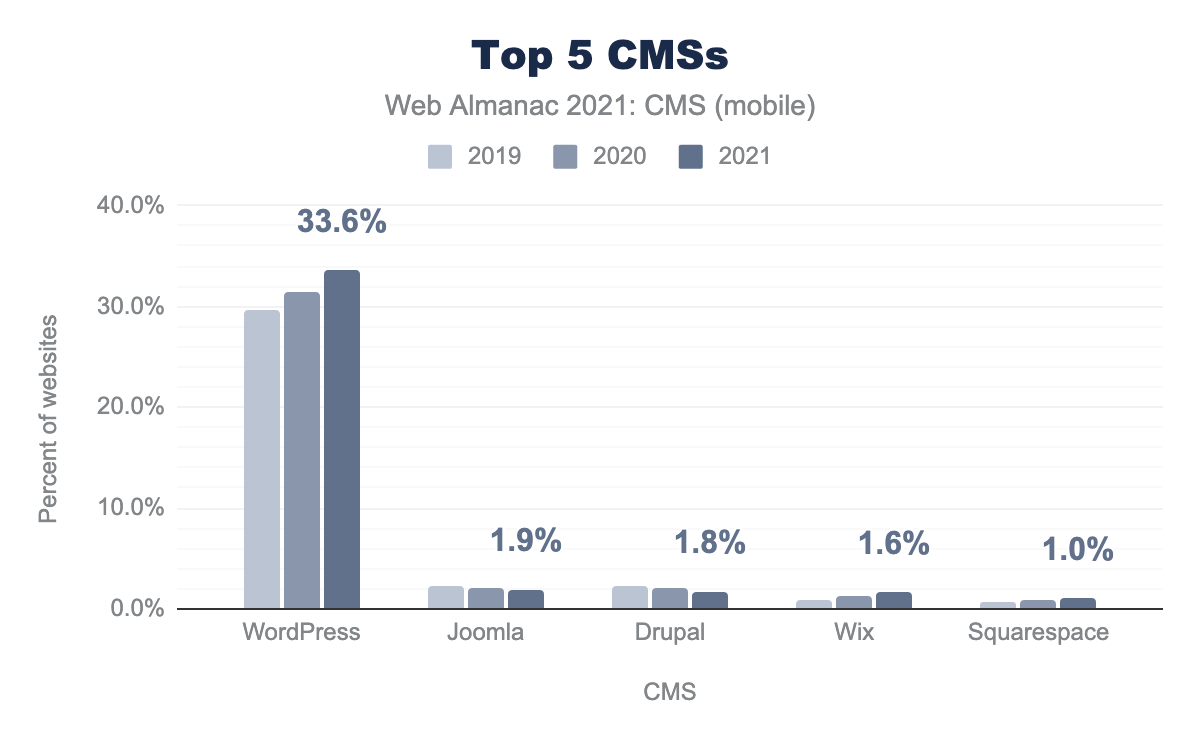 Top 5 CMSs
Web Almanac 2021: CMS (mobile)
2019 2020 2021
40.0%
33.6%
30.0%
20.0%
10.0%
0.0%
1.9%
1.8%
1.6%
1.0%
Percent of websites
WordPress Joomla Drupal Wix Squarespace
CMS